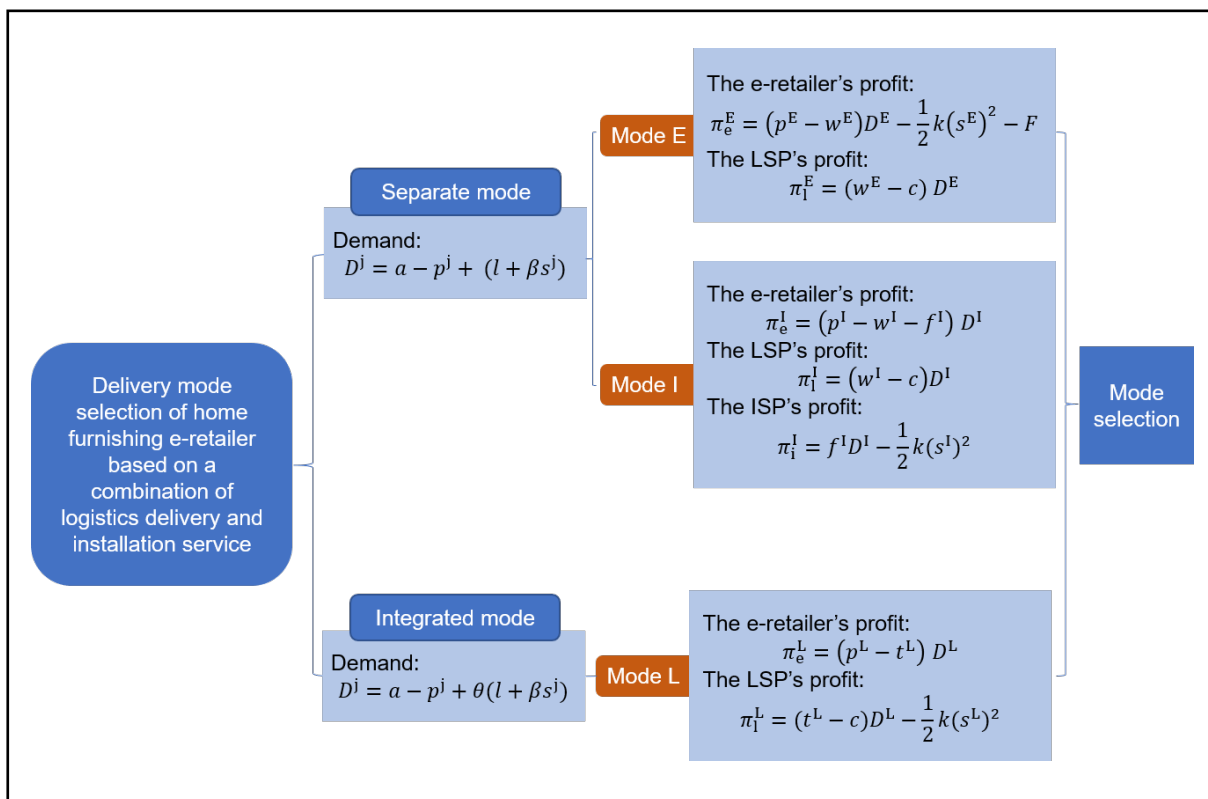 Delivery mode
selection of home
furnishing e-retailer
based on a
combination of
logistics delivery and
installation service
Separate mode
Demand:
D^j = a − p^j + (l + βs^j)
Mode E
The e-retailer's profit:
π_e^E = (p^E − w^E)D^E − 1/2 k(s^E)^2 − F
The LSP's profit:
π_l^E = (w^E − c) D^E
Mode I
The e-retailer's profit:
π_e^I = (p^I − w^I − f^I) D^I
The LSP's profit:
π_l^I = (w^I − c)D^I
The ISP's profit:
π_i^I = f^I D^I − 1/2 k(s^I)^2
Integrated mode
Demand:
D^j = a − p^j + θ(l + βs^j)
Mode L
The e-retailer's profit:
π_e^L = (p^L − t^L) D^L
The LSP's profit:
π_l^L = (t^L − c)D^L − 1/2 k(s^L)^2
Mode
selection